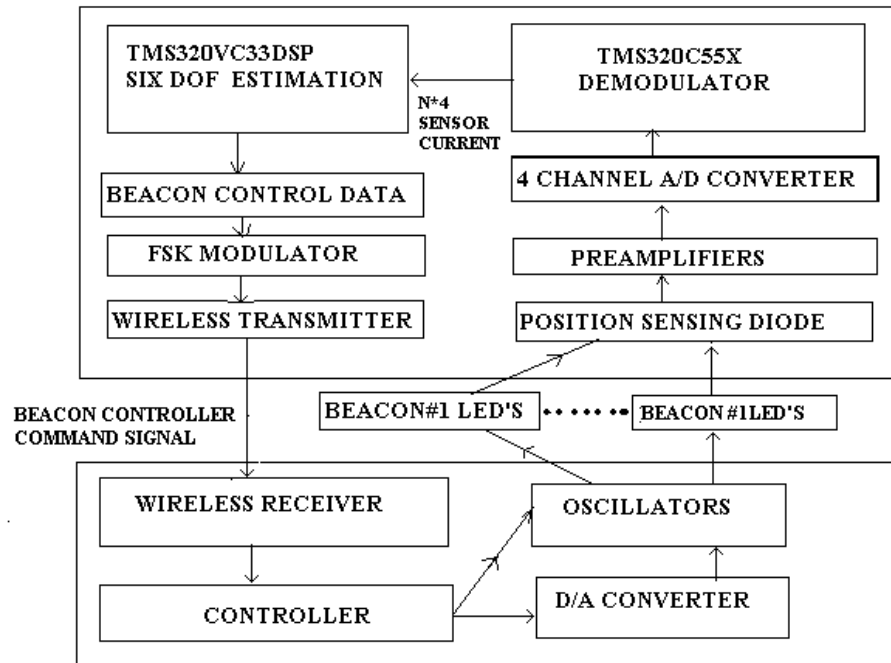 TMS320VC33DSP
SIX DOF ESTIMATION
TMS320C55X
DEMODULATOR
N*4
SENSOR
CURRENT
BEACON CONTROL DATA
4 CHANNEL A/D CONVERTER
FSK MODULATOR
PREAMPLIFIERS
WIRELESS TRANSMITTER
POSITION SENSING DIODE
BEACON CONTROLLER
COMMAND SIGNAL
BEACON#1 LED'S
BEACON #1LED'S
WIRELESS RECEIVER
OSCILLATORS
CONTROLLER
D/A CONVERTER